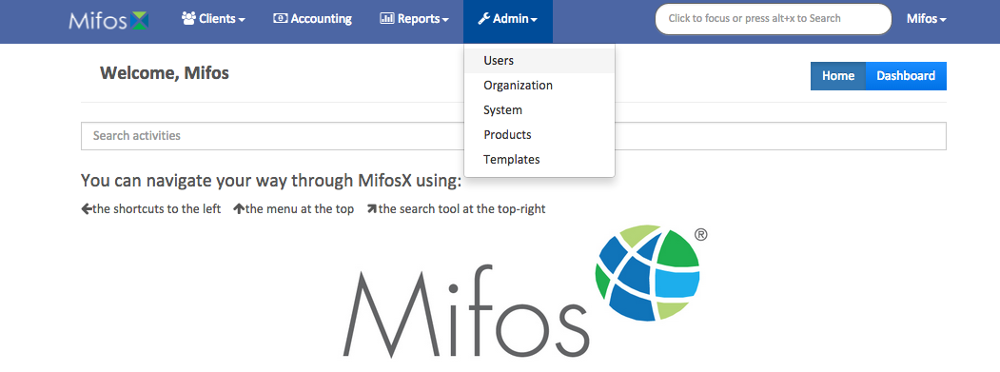 Mifos Clients Accounting Reports Admin Click to focus or press alt+x to Search Mifos
Users
Welcome, Mifos Home Dashboard
Organization
System
Search activities Products
Templates
You can navigate your way through MifosX using:
the shortcuts to the left the menu at the top the search tool at the top-right
Mifos ®